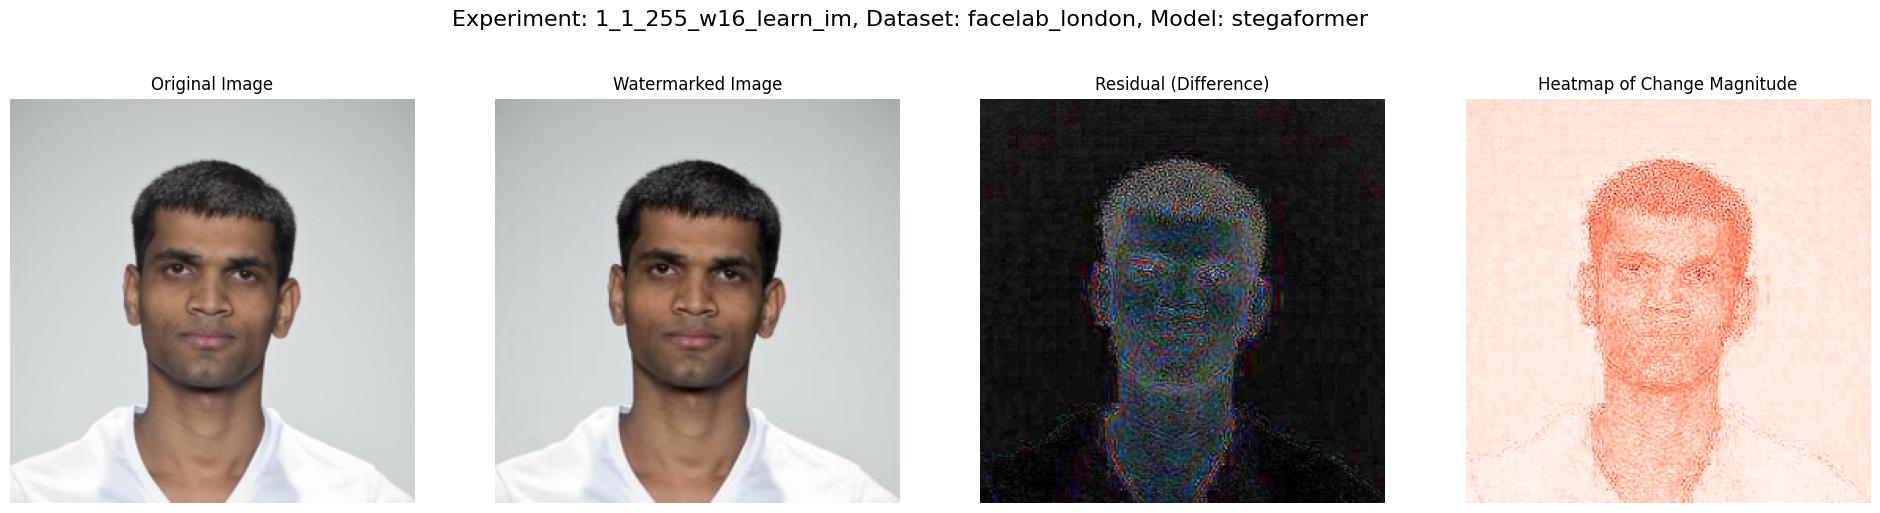 Experiment: 1_1_255_w16_learn_im, Dataset: facelab_london, Model: stegaformer
Original Image
Watermarked Image
Residual (Difference)
Heatmap of Change Magnitude